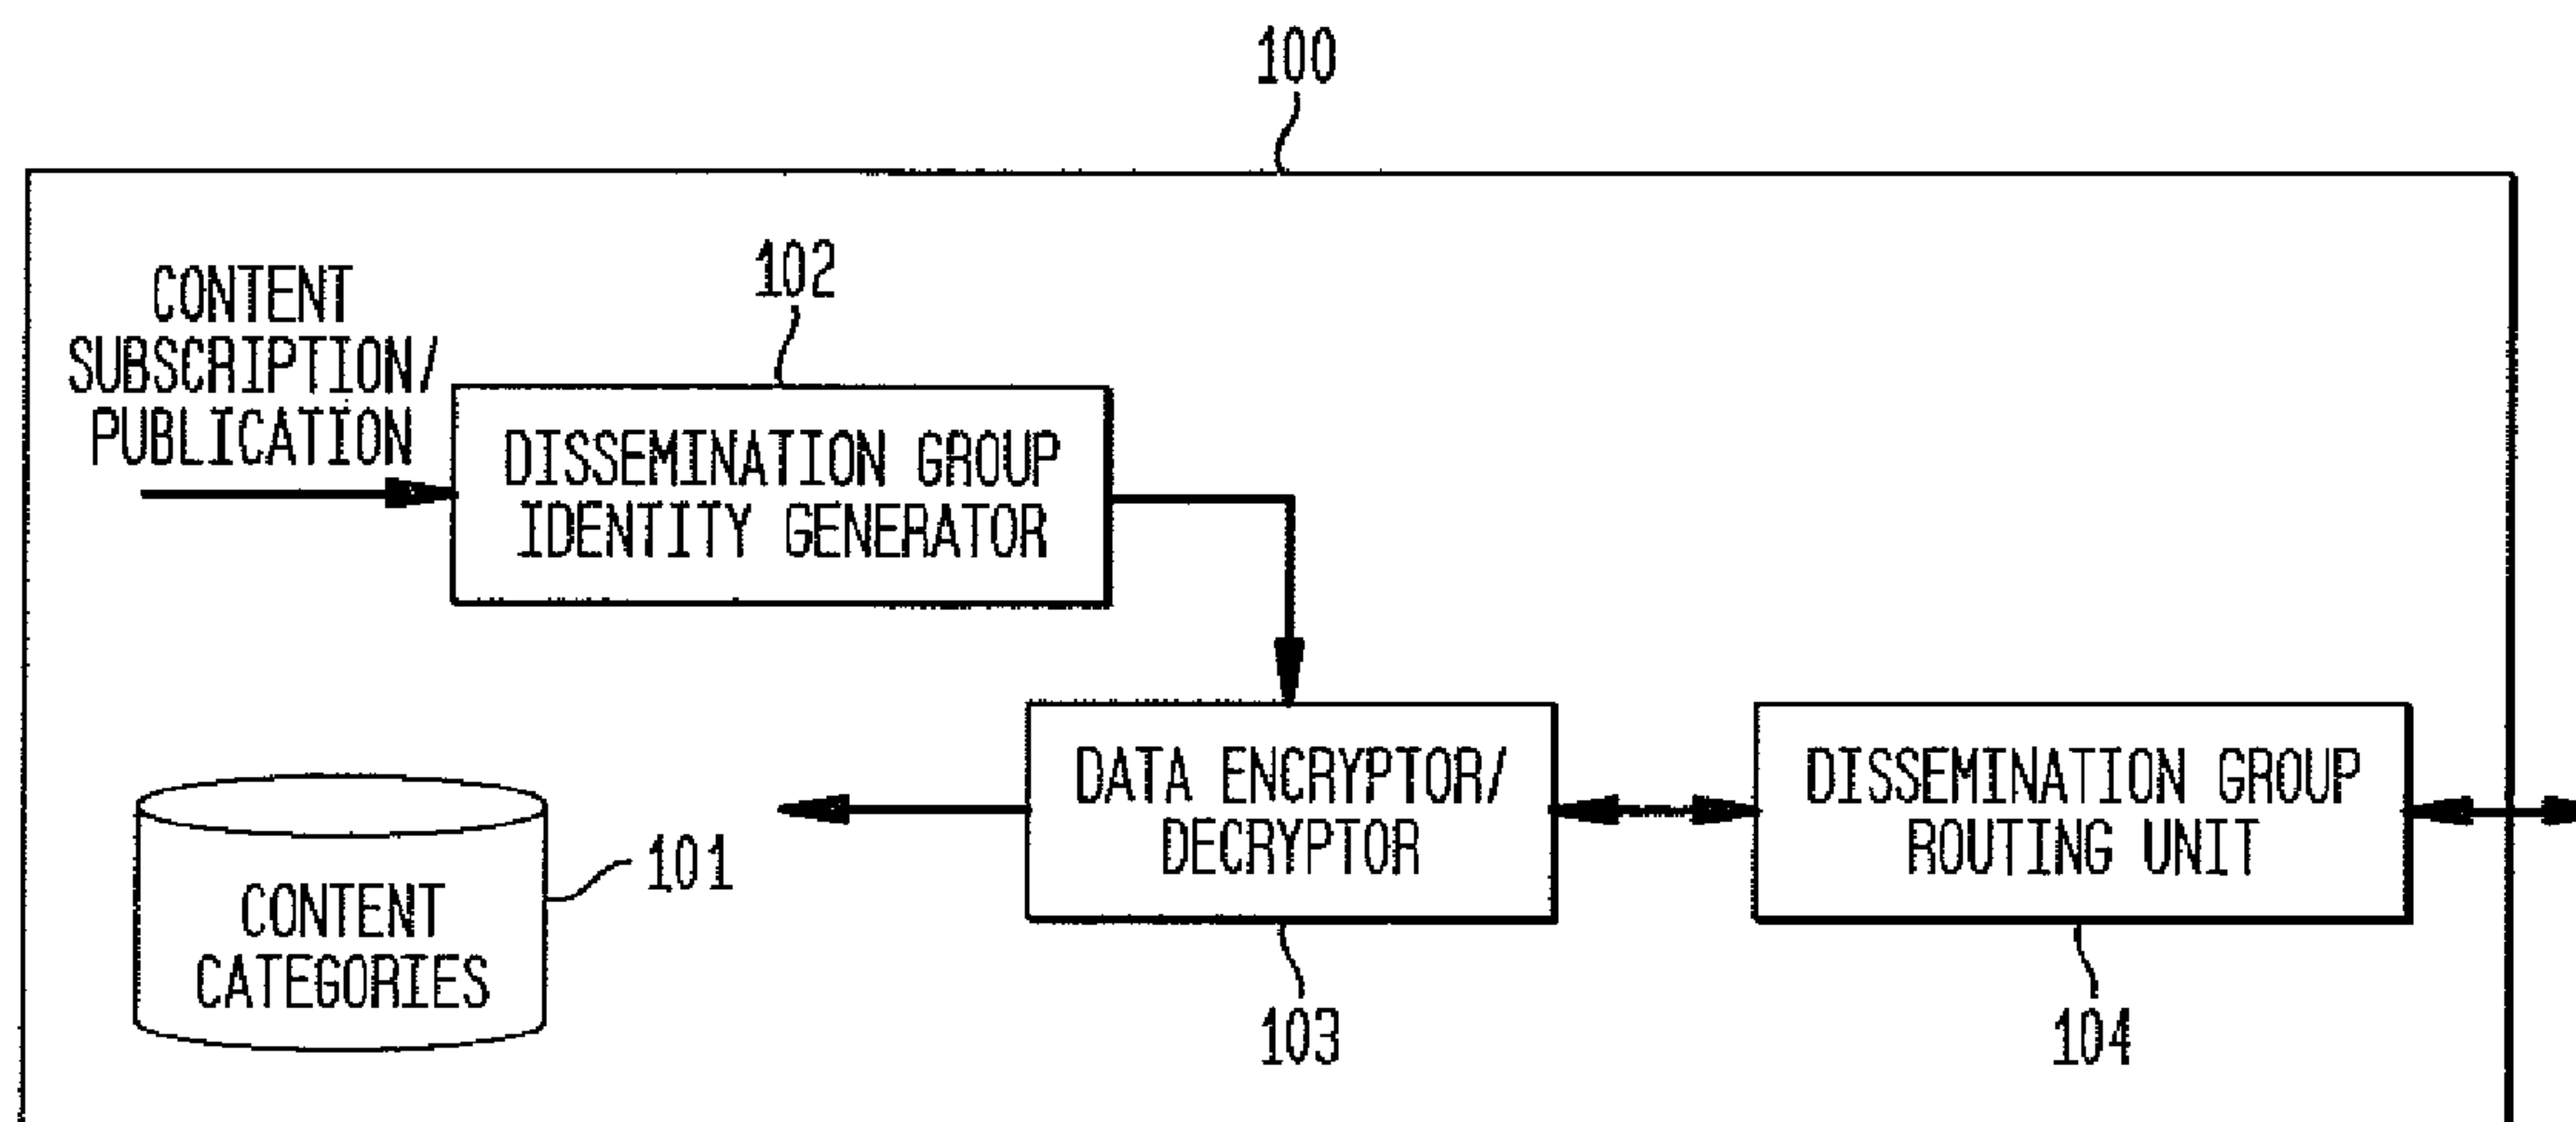 100
102
CONTENT
SUBSCRIPTION/
PUBLICATION
DISSEMINATION GROUP
IDENTITY GENERATOR
DATA ENCRYPTOR/
DECRYPTOR
DISSEMINATION GROUP
ROUTING UNIT
101
CONTENT
CATEGORIES
103
104